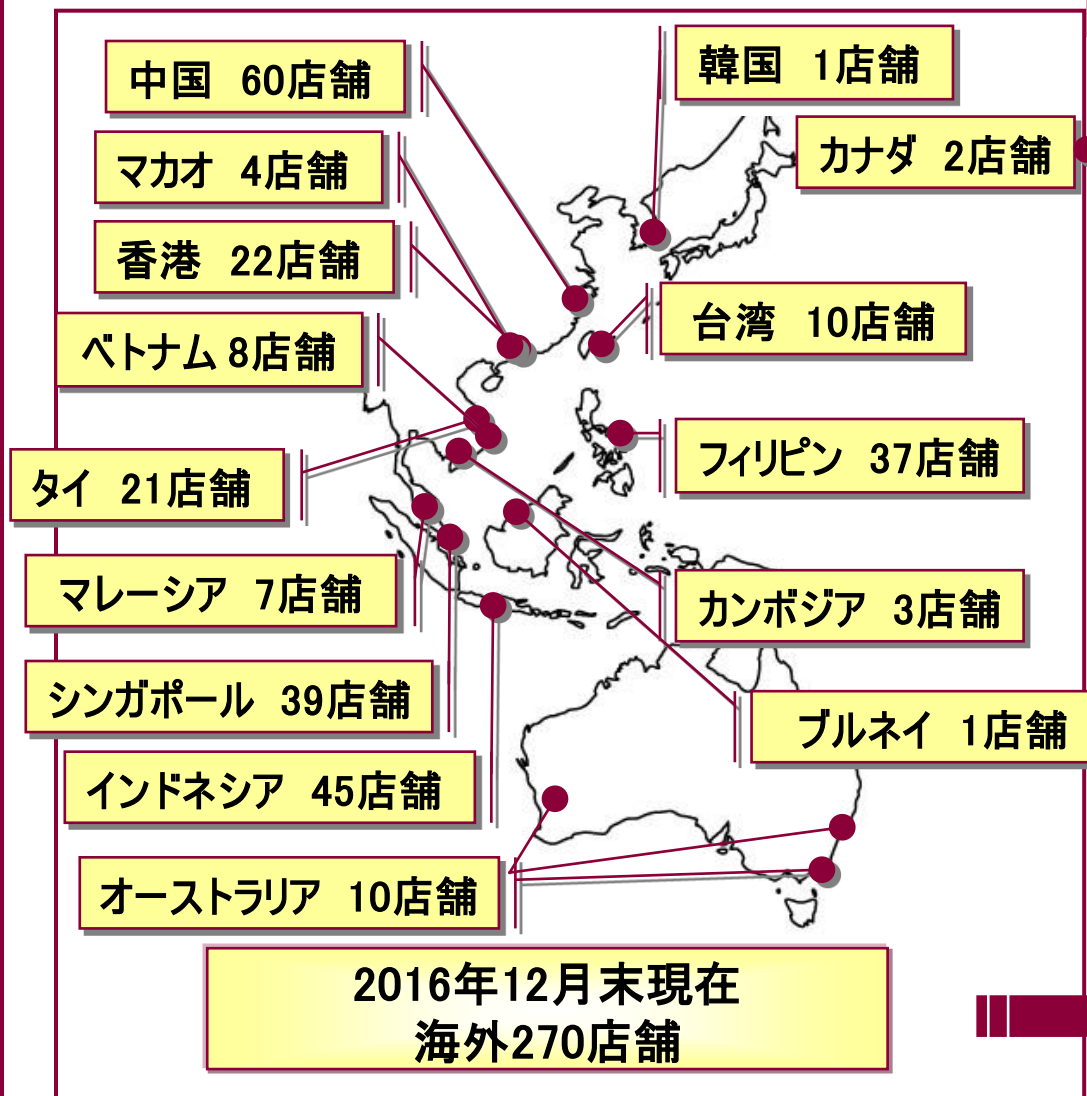 中国 60店舗
韓国 1店舗
マカオ 4店舗
カナダ 2店舗
香港 22店舗
台湾 10店舗
ベトナム 8店舗
フィリピン 37店舗
タイ 21店舗
マレーシア 7店舗
カンボジア 3店舗
シンガポール 39店舗
ブルネイ 1店舗
インドネシア 45店舗
オーストラリア 10店舗
2016年12月末現在
海外270店舗